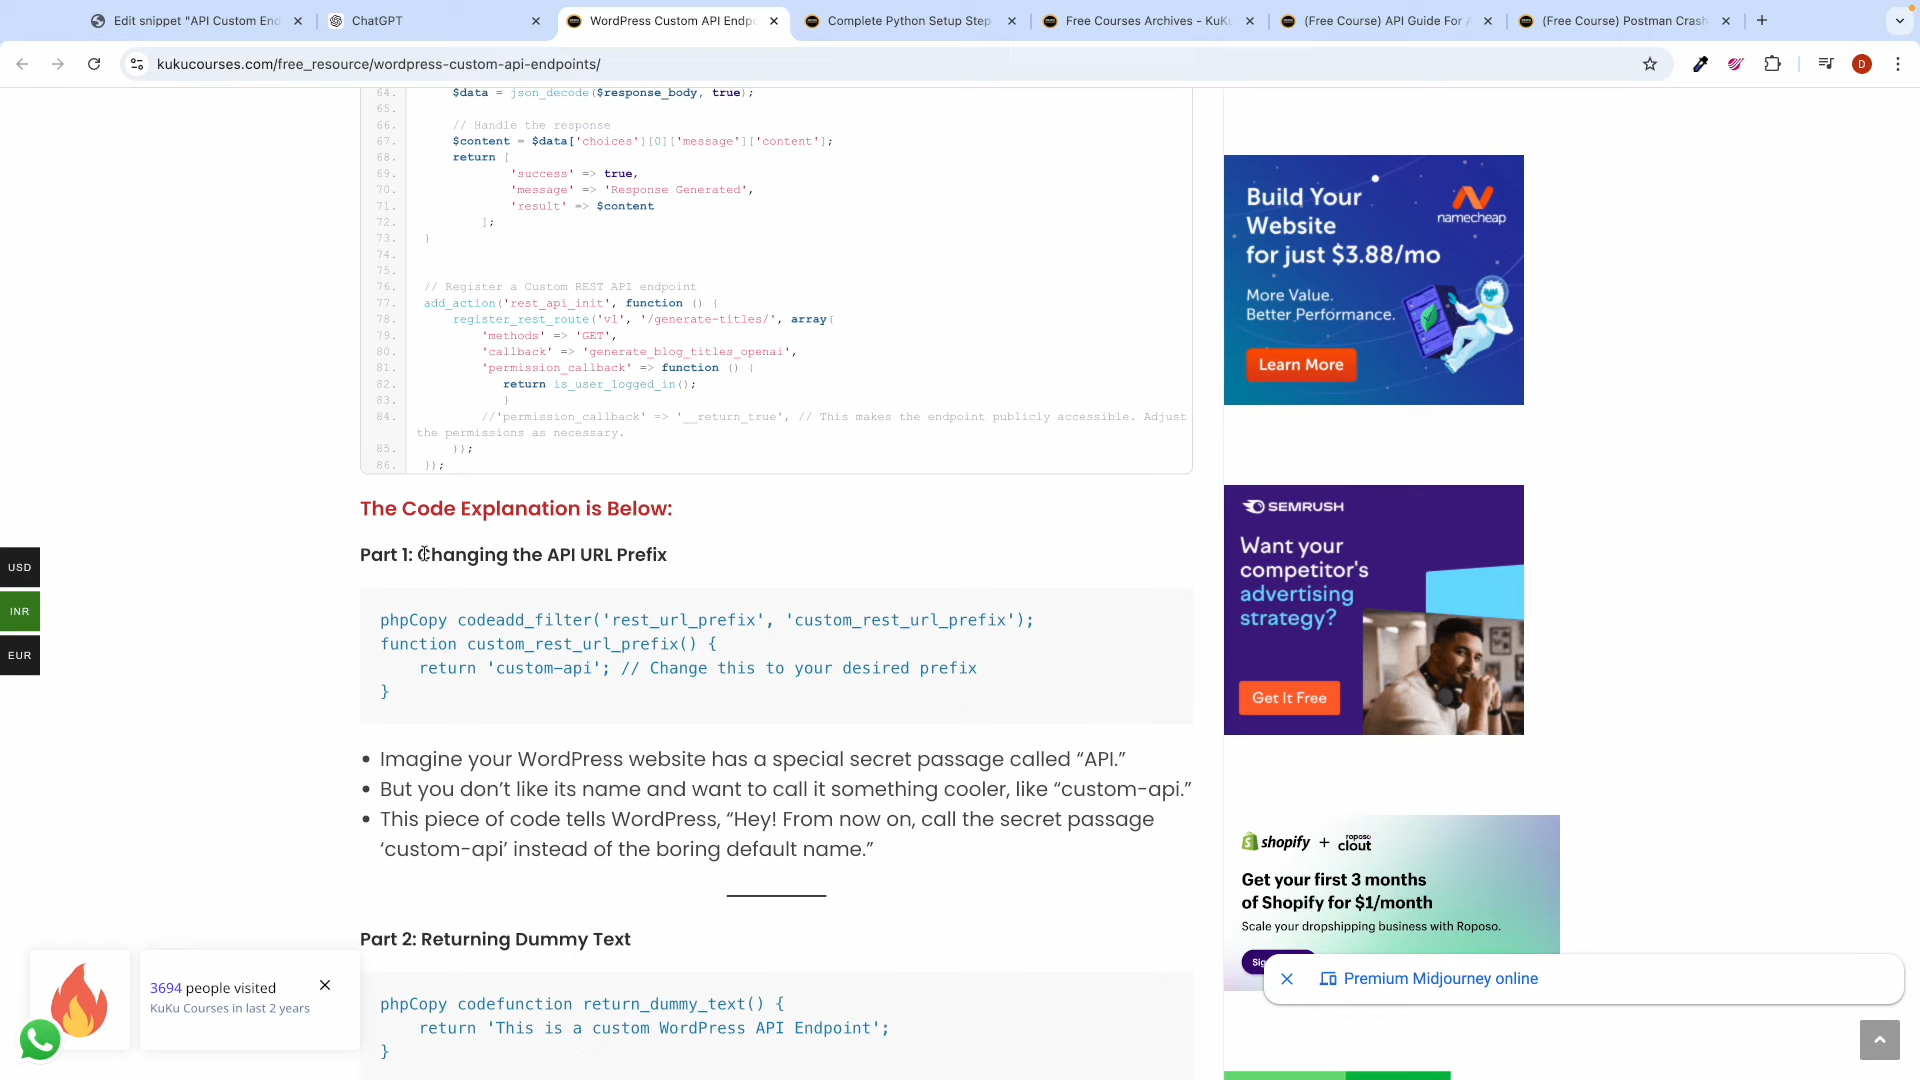 Edit snippet "API Custom End
ChatGPT
WordPress Custom API Endpo
Complete Python Setup Step
Free Courses Archives - KuKu
(Free Course) API Guide For A
(Free Course) Postman Crash
kukucourses.com/free_resource/wordpress-custom-api-endpoints/
D
64. $data = json_decode($response_body, true);
65.
66. // Handle the response
67. $content = $data['choices'][0]['message']['content'];
68. return [
69. 'success' => true,
70. 'message' => 'Response Generated',
71. 'result' => $content
72. ];
73. }
74.
75.
76. // Register a Custom REST API endpoint
77. add_action('rest_api_init', function () {
78. register_rest_route('v1', '/generate-titles/', array(
79. 'methods' => 'GET',
80. 'callback' => 'generate_blog_titles_openai',
81. 'permission_callback' => function () {
82. return is_user_logged_in();
83. }
84. //'permission_callback' => '__return_true', // This makes the endpoint publicly accessible. Adjust
the permissions as necessary.
85. ));
86. });
The Code Explanation is Below:
Part 1: Changing the API URL Prefix
phpCopy codeadd_filter('rest_url_prefix', 'custom_rest_url_prefix');
function custom_rest_url_prefix() {
return 'custom-api'; // Change this to your desired prefix
}
• Imagine your WordPress website has a special secret passage called “API.”
• But you don’t like its name and want to call it something cooler, like “custom-api.”
• This piece of code tells WordPress, “Hey! From now on, call the secret passage
‘custom-api’ instead of the boring default name.”
Part 2: Returning Dummy Text
phpCopy codefunction return_dummy_text() {
return 'This is a custom WordPress API Endpoint';
}
USD
INR
EUR
3694 people visited
KuKu Courses in last 2 years
Build Your
Website
for just $3.88/mo
namecheap
More Value.
Better Performance.
Learn More
SEMRUSH
Want your
competitor's
advertising
strategy?
Get It Free
shopify + roposo clout
Get your first 3 months
of Shopify for $1/month
Scale your dropshipping business with Roposo.
Sig
Premium Midjourney online